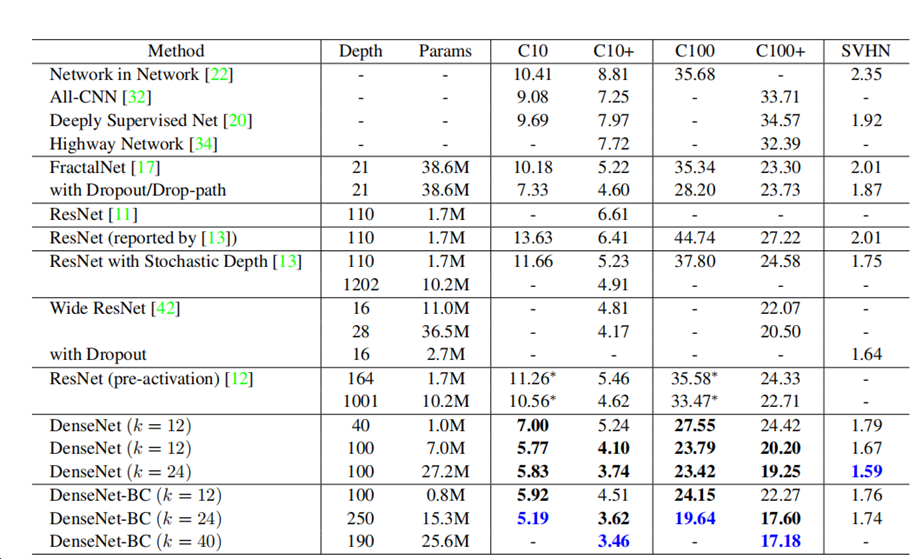 Method Depth Params C10 C10+ C100 C100+ SVHN
Network in Network [22] - - 10.41 8.81 35.68 - 2.35
All-CNN [32] - - 9.08 7.25 - 33.71 -
Deeply Supervised Net [20] - - 9.69 7.97 - 34.57 1.92
Highway Network [34] - - - 7.72 - 32.39 -
FractalNet [17] 21 38.6M 10.18 5.22 35.34 23.30 2.01
with Dropout/Drop-path 21 38.6M 7.33 4.60 28.20 23.73 1.87
ResNet [11] 110 1.7M - 6.61 - - -
ResNet (reported by [13]) 110 1.7M 13.63 6.41 44.74 27.22 2.01
ResNet with Stochastic Depth [13] 110 1.7M 11.66 5.23 37.80 24.58 1.75
1202 10.2M - 4.91 - - -
Wide ResNet [42] 16 11.0M - 4.81 - 22.07 -
28 36.5M - 4.17 - 20.50 -
with Dropout 16 2.7M - - - - 1.64
ResNet (pre-activation) [12] 164 1.7M 11.26* 5.46 35.58* 24.33 -
1001 10.2M 10.56* 4.62 33.47* 22.71 -
DenseNet (k = 12) 40 1.0M 7.00 5.24 27.55 24.42 1.79
DenseNet (k = 12) 100 7.0M 5.77 4.10 23.79 20.20 1.67
DenseNet (k = 24) 100 27.2M 5.83 3.74 23.42 19.25 1.59
DenseNet-BC (k = 12) 100 0.8M 5.92 4.51 24.15 22.27 1.76
DenseNet-BC (k = 24) 250 15.3M 5.19 3.62 19.64 17.60 1.74
DenseNet-BC (k = 40) 190 25.6M - 3.46 - 17.18 -